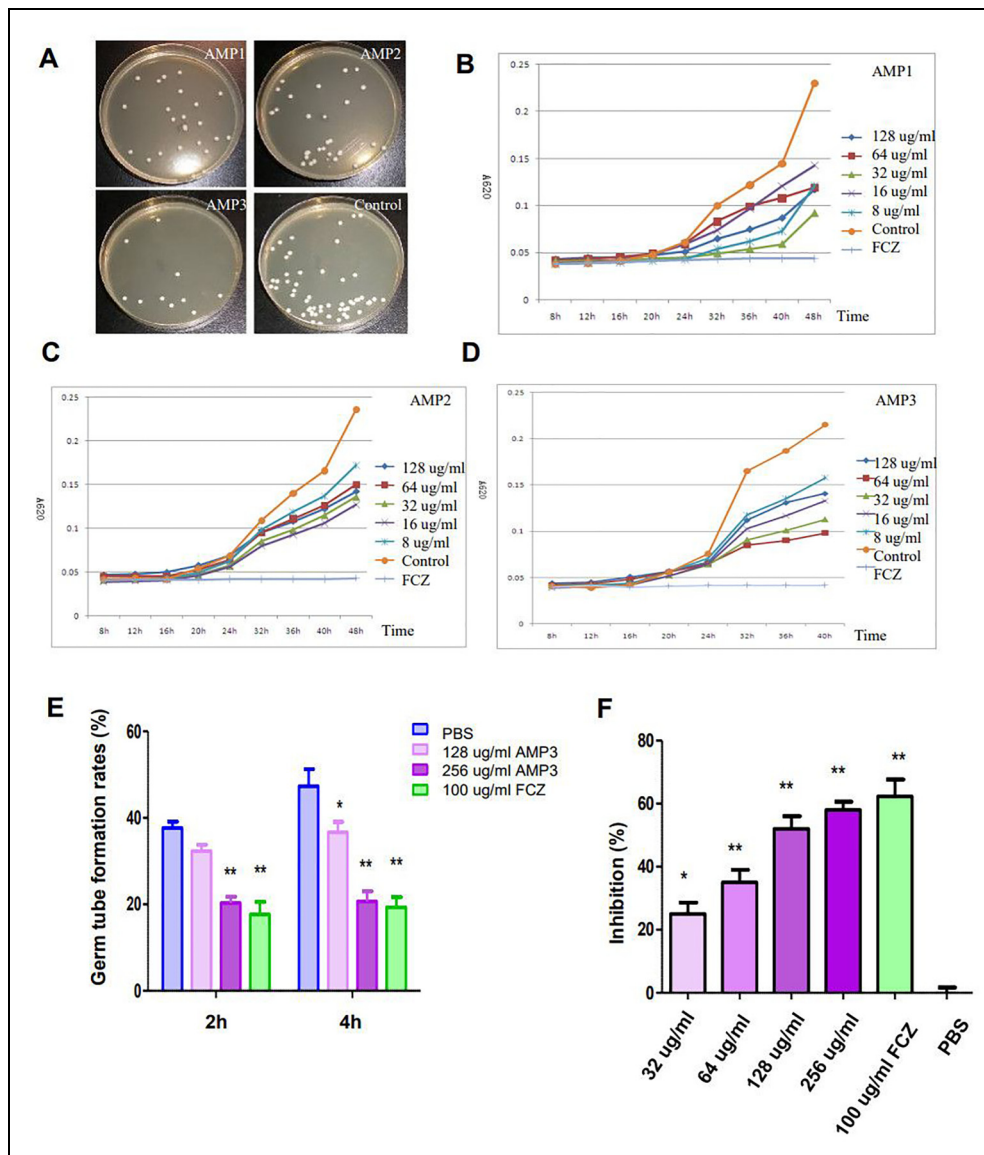 A
AMP1
AMP2
AMP3
Control
B
AMP1
0.25
0.2
0.15
0.1
0.05
0
A620
8h 12h 16h 20h 24h 32h 36h 40h 48h
Time
128 ug/ml
64 ug/ml
32 ug/ml
16 ug/ml
8 ug/ml
Control
FCZ
C
AMP2
0.25
0.2
0.15
0.1
0.05
0
A620
8h 12h 16h 20h 24h 32h 36h 40h 48h
Time
128 ug/ml
64 ug/ml
32 ug/ml
16 ug/ml
8 ug/ml
Control
FCZ
D
AMP3
0.25
0.2
0.15
0.1
0.05
0
A620
8h 12h 16h 20h 24h 32h 36h 40h
Time
128 ug/ml
64 ug/ml
32 ug/ml
16 ug/ml
8 ug/ml
Control
FCZ
E
Germ tube formation rates (%)
60
40
20
0
** **
*
** **
2h 4h
PBS
128 ug/ml AMP3
256 ug/ml AMP3
100 ug/ml FCZ
F
Inhibition (%)
80
60
40
20
0
* ** ** ** **
32 ug/ml
64 ug/ml
128 ug/ml
256 ug/ml
100 ug/ml FCZ
PBS